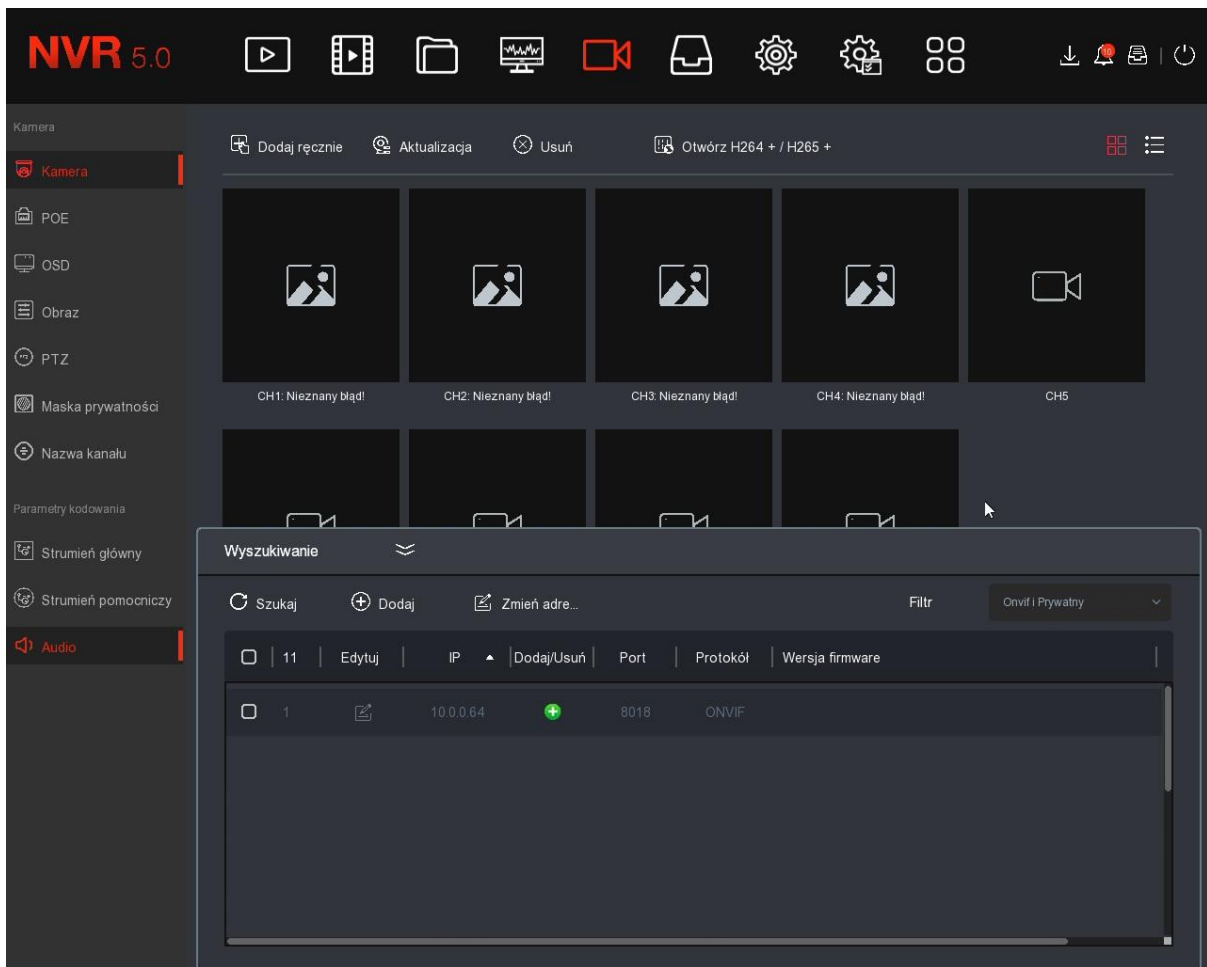 NVR 5.0
10
Kamera
Kamera
POE
OSD
Obraz
PTZ
Maska prywatności
Nazwa kanału
Parametry kodowania
Strumień główny
Strumień pomocniczy
Audio
Dodaj ręcznie Aktualizacja Usuń Otwórz H264 + / H265 +
CH1: Nieznany błąd! CH2: Nieznany błąd! CH3: Nieznany błąd! CH4: Nieznany błąd! CH5
Wyszukiwanie
Szukaj Dodaj Zmień adre... Filtr Onvif i Prywatny
11 Edytuj IP Dodaj/Usuń Port Protokół Wersja firmware
1 10.0.0.64 8018 ONVIF